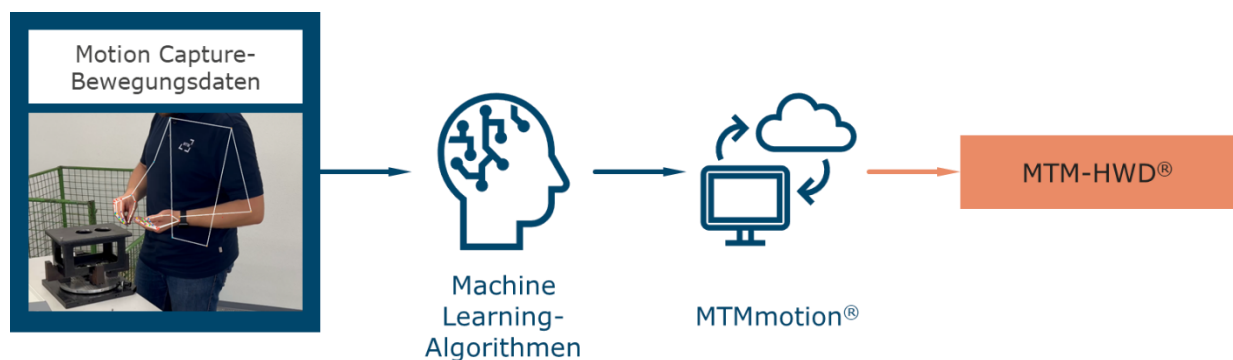 Motion Capture-
Bewegungsdaten
Machine
Learning-
Algorithmen
MTMmotion®
MTM-HWD®